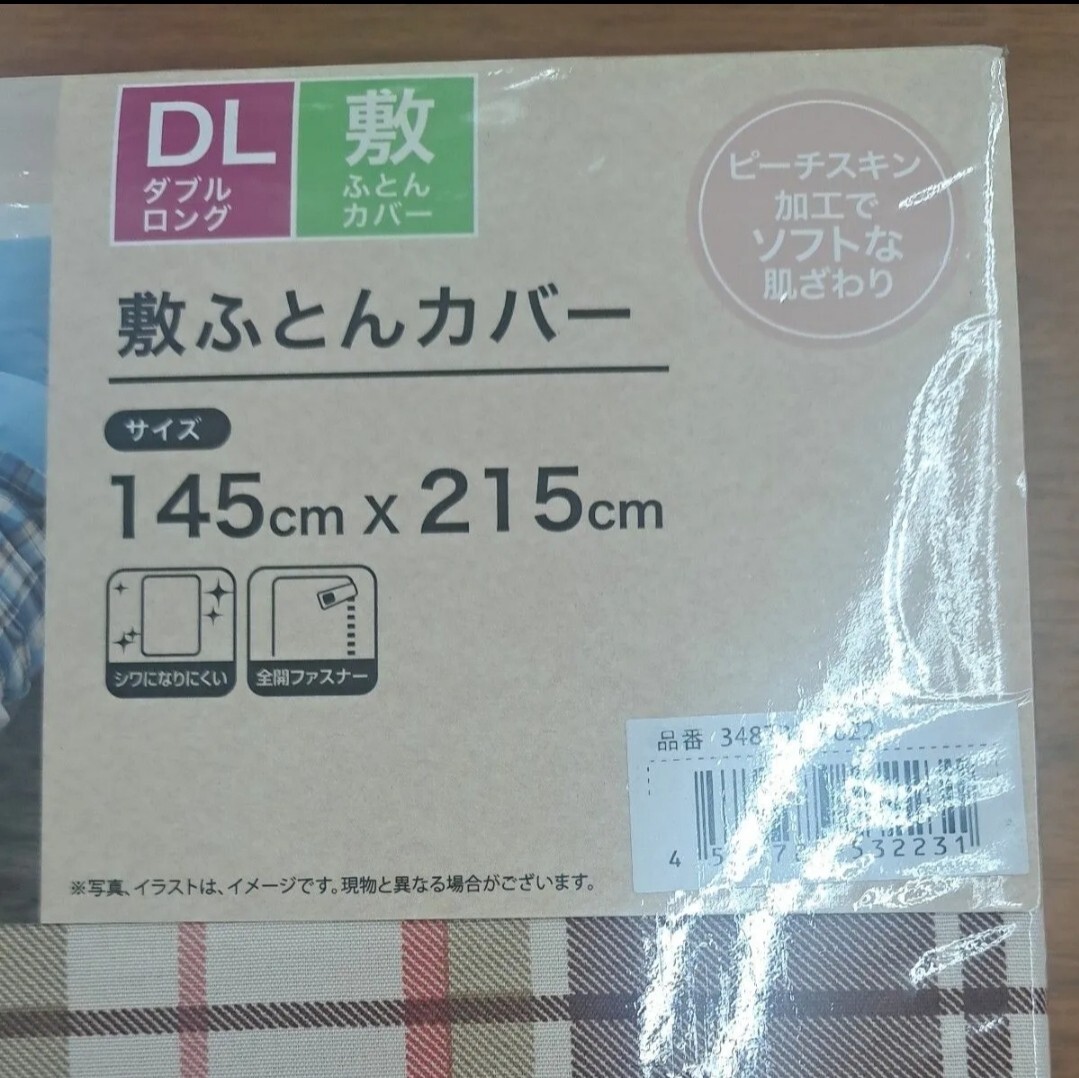 DL
ダブル
ロング
敷
ふとん
カバー
ピーチスキン
加工で
ソフトな
肌ざわり
敷ふとんカバー
サイズ
145cm x 215cm
シワになりにくい
全開ファスナー
品番
532231
※写真、イラストは、イメージです。現物と異なる場合がございます。